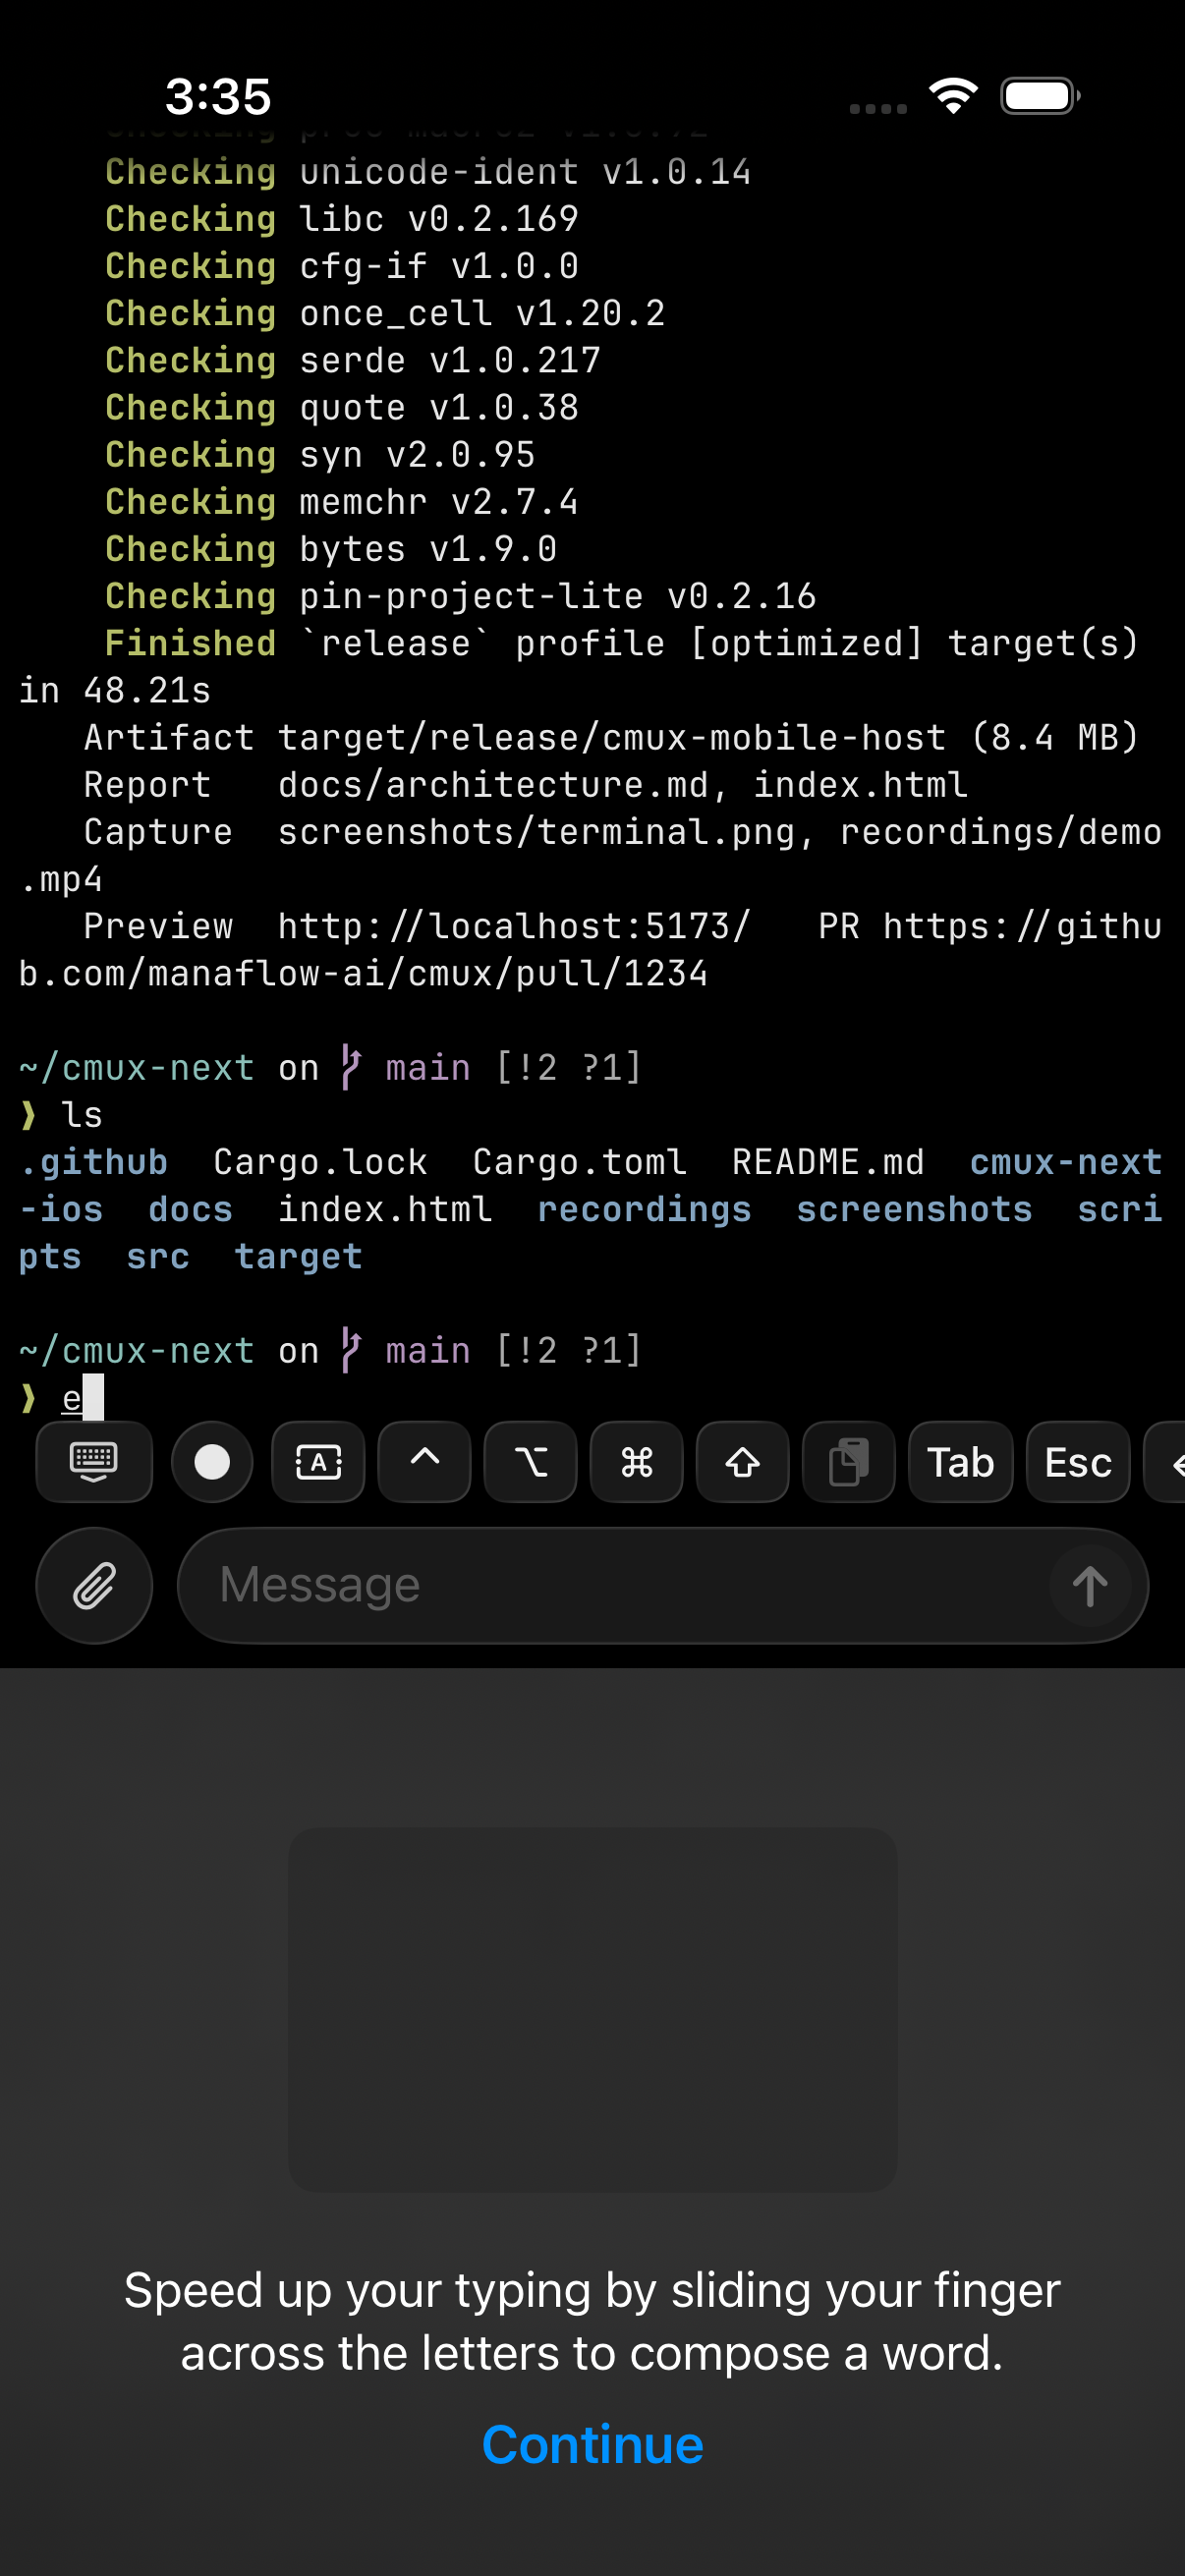 3:35
Checking unicode-ident v1.0.14
Checking libc v0.2.169
Checking cfg-if v1.0.0
Checking once_cell v1.20.2
Checking serde v1.0.217
Checking quote v1.0.38
Checking syn v2.0.95
Checking memchr v2.7.4
Checking bytes v1.9.0
Checking pin-project-lite v0.2.16
Finished `release` profile [optimized] target(s)
in 48.21s
Artifact target/release/cmux-mobile-host (8.4 MB)
Report docs/architecture.md, index.html
Capture screenshots/terminal.png, recordings/demo
.mp4
Preview http://localhost:5173/ PR https://githu
b.com/manaflow-ai/cmux/pull/1234
~/cmux-next on main [!2 ?1]
❯ ls
.github Cargo.lock Cargo.toml README.md cmux-next
-ios docs index.html recordings screenshots scri
pts src target
~/cmux-next on main [!2 ?1]
❯ e
A ^ ⌥ ⌘ ⇧ Tab Esc
Message
Speed up your typing by sliding your finger
across the letters to compose a word.
Continue